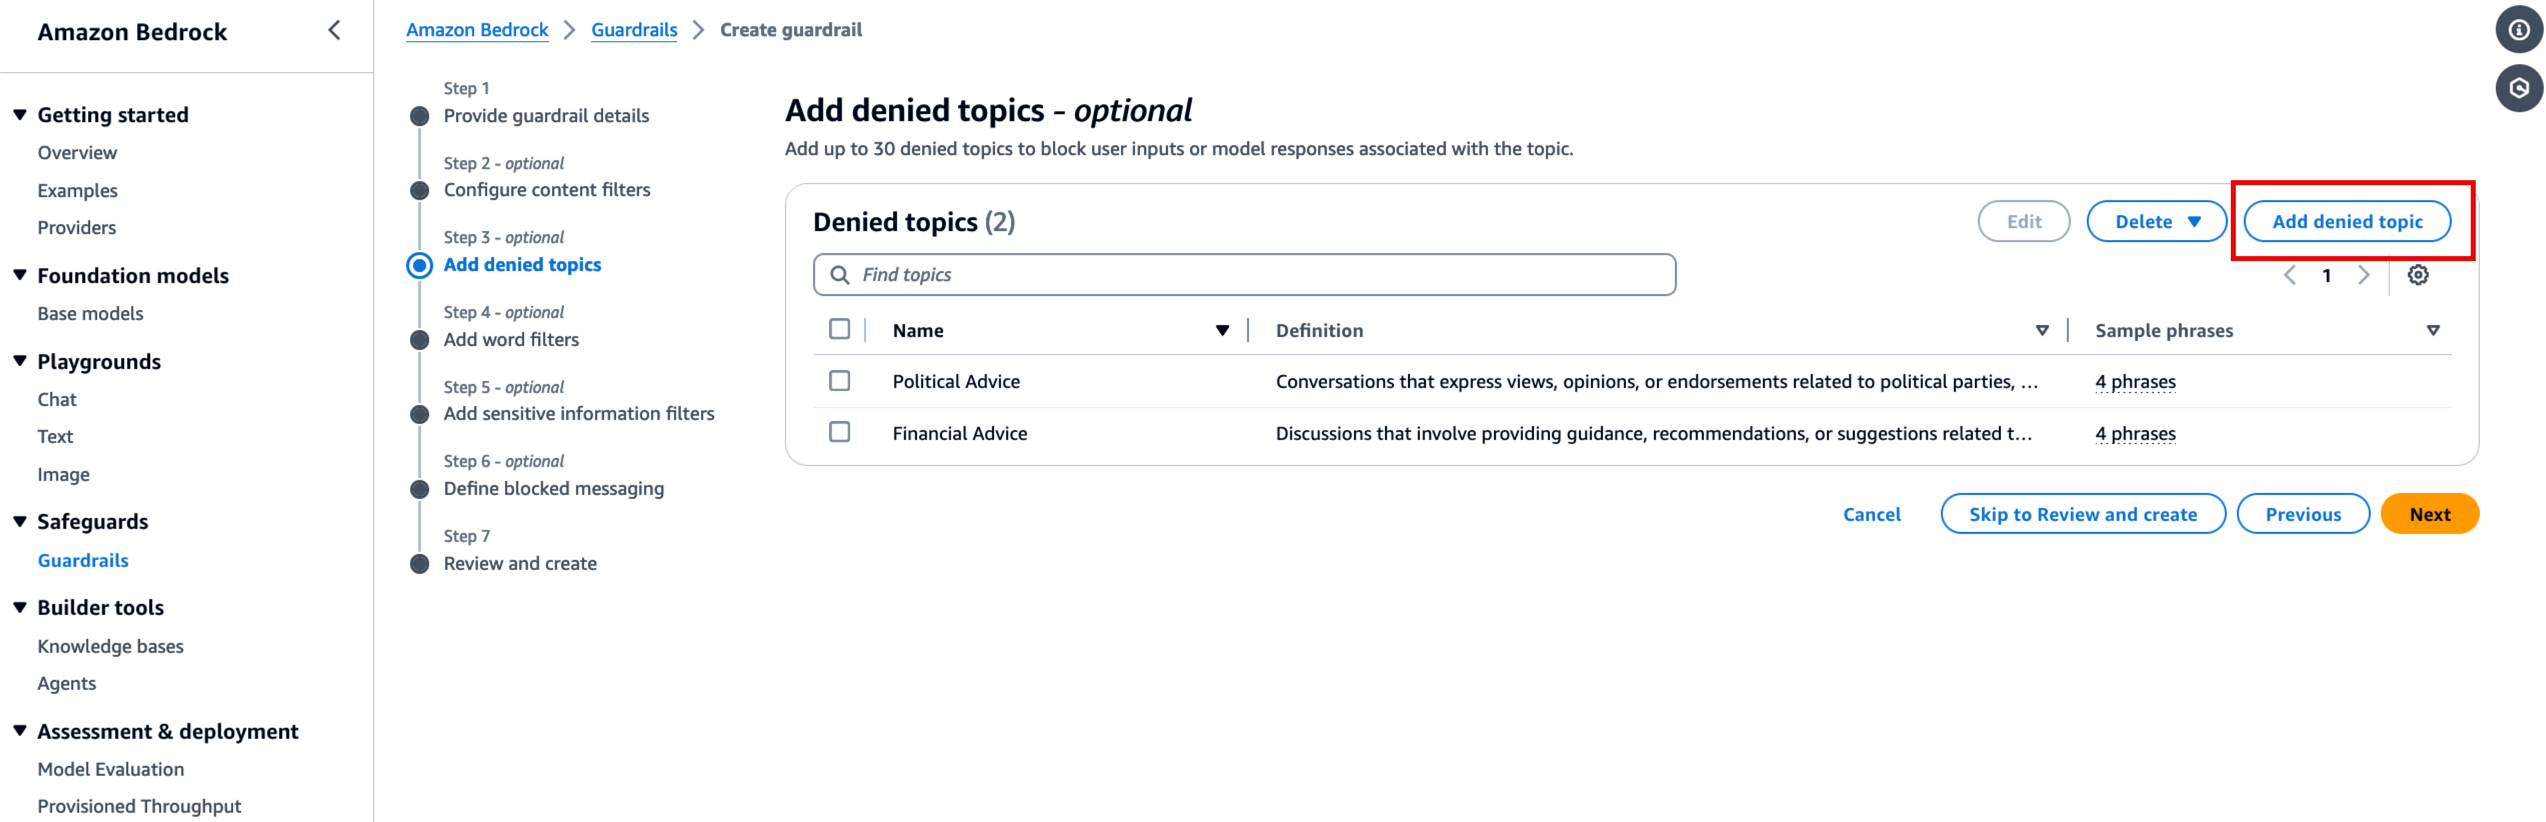 Amazon Bedrock
Getting started
Overview
Examples
Providers
Foundation models
Base models
Playgrounds
Chat
Text
Image
Safeguards
Guardrails
Builder tools
Knowledge bases
Agents
Assessment & deployment
Model Evaluation
Provisioned Throughput
Amazon Bedrock > Guardrails > Create guardrail
Step 1
Provide guardrail details
Step 2 - optional
Configure content filters
Step 3 - optional
Add denied topics
Step 4 - optional
Add word filters
Step 5 - optional
Add sensitive information filters
Step 6 - optional
Define blocked messaging
Step 7
Review and create
Add denied topics - optional
Add up to 30 denied topics to block user inputs or model responses associated with the topic.
Denied topics (2) Edit Delete Add denied topic
Find topics 1
Name Definition Sample phrases
Political Advice Conversations that express views, opinions, or endorsements related to political parties, ... 4 phrases
Financial Advice Discussions that involve providing guidance, recommendations, or suggestions related t... 4 phrases
Cancel Skip to Review and create Previous Next